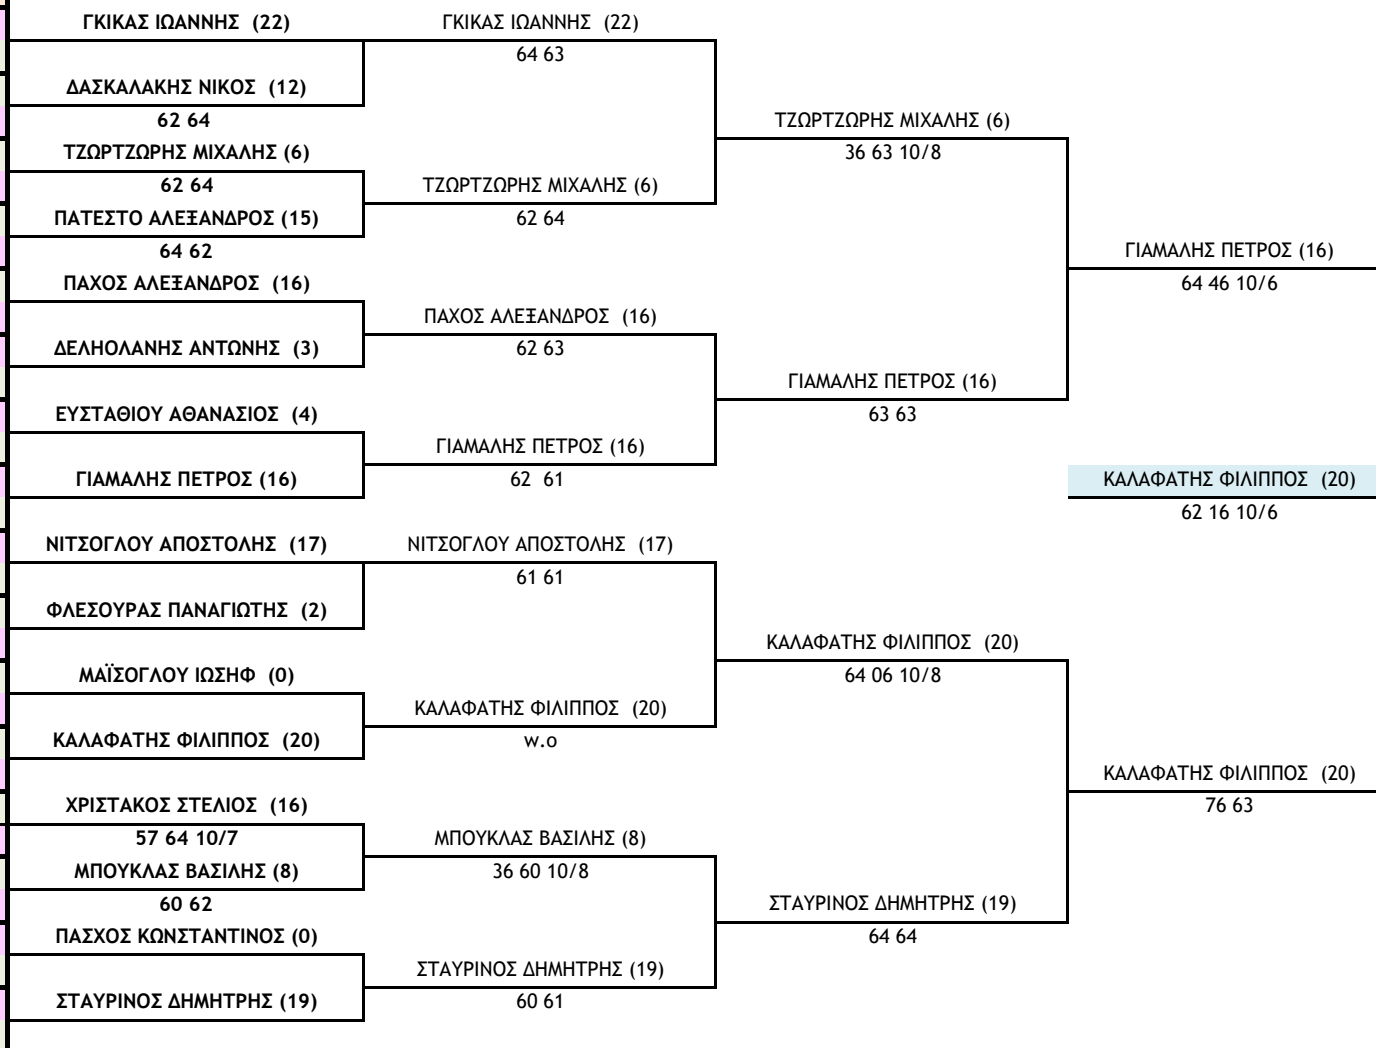 ΓΚΙΚΑΣ ΙΩΑΝΝΗΣ (22)
ΔΑΣΚΑΛΑΚΗΣ ΝΙΚΟΣ (12)
62 64
ΤΖΩΡΤΖΩΡΗΣ ΜΙΧΑΛΗΣ (6)
62 64
ΠΑΤΕΣΤΟ ΑΛΕΞΑΝΔΡΟΣ (15)
64 62
ΠΑΧΟΣ ΑΛΕΞΑΝΔΡΟΣ (16)
ΔΕΛΗΟΛΑΝΗΣ ΑΝΤΩΝΗΣ (3)
ΕΥΣΤΑΘΙΟΥ ΑΘΑΝΑΣΙΟΣ (4)
ΓΙΑΜΑΛΗΣ ΠΕΤΡΟΣ (16)
ΝΙΤΣΟΓΛΟΥ ΑΠΟΣΤΟΛΗΣ (17)
ΦΛΕΣΟΥΡΑΣ ΠΑΝΑΓΙΩΤΗΣ (2)
ΜΑΪΣΟΓΛΟΥ ΙΩΣΗΦ (0)
ΚΑΛΑΦΑΤΗΣ ΦΙΛΙΠΠΟΣ (20)
ΧΡΙΣΤΑΚΟΣ ΣΤΕΛΙΟΣ (16)
57 64 10/7
ΜΠΟΥΚΛΑΣ ΒΑΣΙΛΗΣ (8)
60 62
ΠΑΣΧΟΣ ΚΩΝΣΤΑΝΤΙΝΟΣ (0)
ΣΤΑΥΡΙΝΟΣ ΔΗΜΗΤΡΗΣ (19)
ΓΚΙΚΑΣ ΙΩΑΝΝΗΣ (22)
64 63
ΤΖΩΡΤΖΩΡΗΣ ΜΙΧΑΛΗΣ (6)
62 64
ΠΑΧΟΣ ΑΛΕΞΑΝΔΡΟΣ (16)
62 63
ΓΙΑΜΑΛΗΣ ΠΕΤΡΟΣ (16)
62 61
ΝΙΤΣΟΓΛΟΥ ΑΠΟΣΤΟΛΗΣ (17)
61 61
ΚΑΛΑΦΑΤΗΣ ΦΙΛΙΠΠΟΣ (20)
w.o
ΜΠΟΥΚΛΑΣ ΒΑΣΙΛΗΣ (8)
36 60 10/8
ΣΤΑΥΡΙΝΟΣ ΔΗΜΗΤΡΗΣ (19)
60 61
ΤΖΩΡΤΖΩΡΗΣ ΜΙΧΑΛΗΣ (6)
36 63 10/8
ΓΙΑΜΑΛΗΣ ΠΕΤΡΟΣ (16)
63 63
ΚΑΛΑΦΑΤΗΣ ΦΙΛΙΠΠΟΣ (20)
64 06 10/8
ΣΤΑΥΡΙΝΟΣ ΔΗΜΗΤΡΗΣ (19)
64 64
ΓΙΑΜΑΛΗΣ ΠΕΤΡΟΣ (16)
64 46 10/6
ΚΑΛΑΦΑΤΗΣ ΦΙΛΙΠΠΟΣ (20)
62 16 10/6
ΚΑΛΑΦΑΤΗΣ ΦΙΛΙΠΠΟΣ (20)
76 63